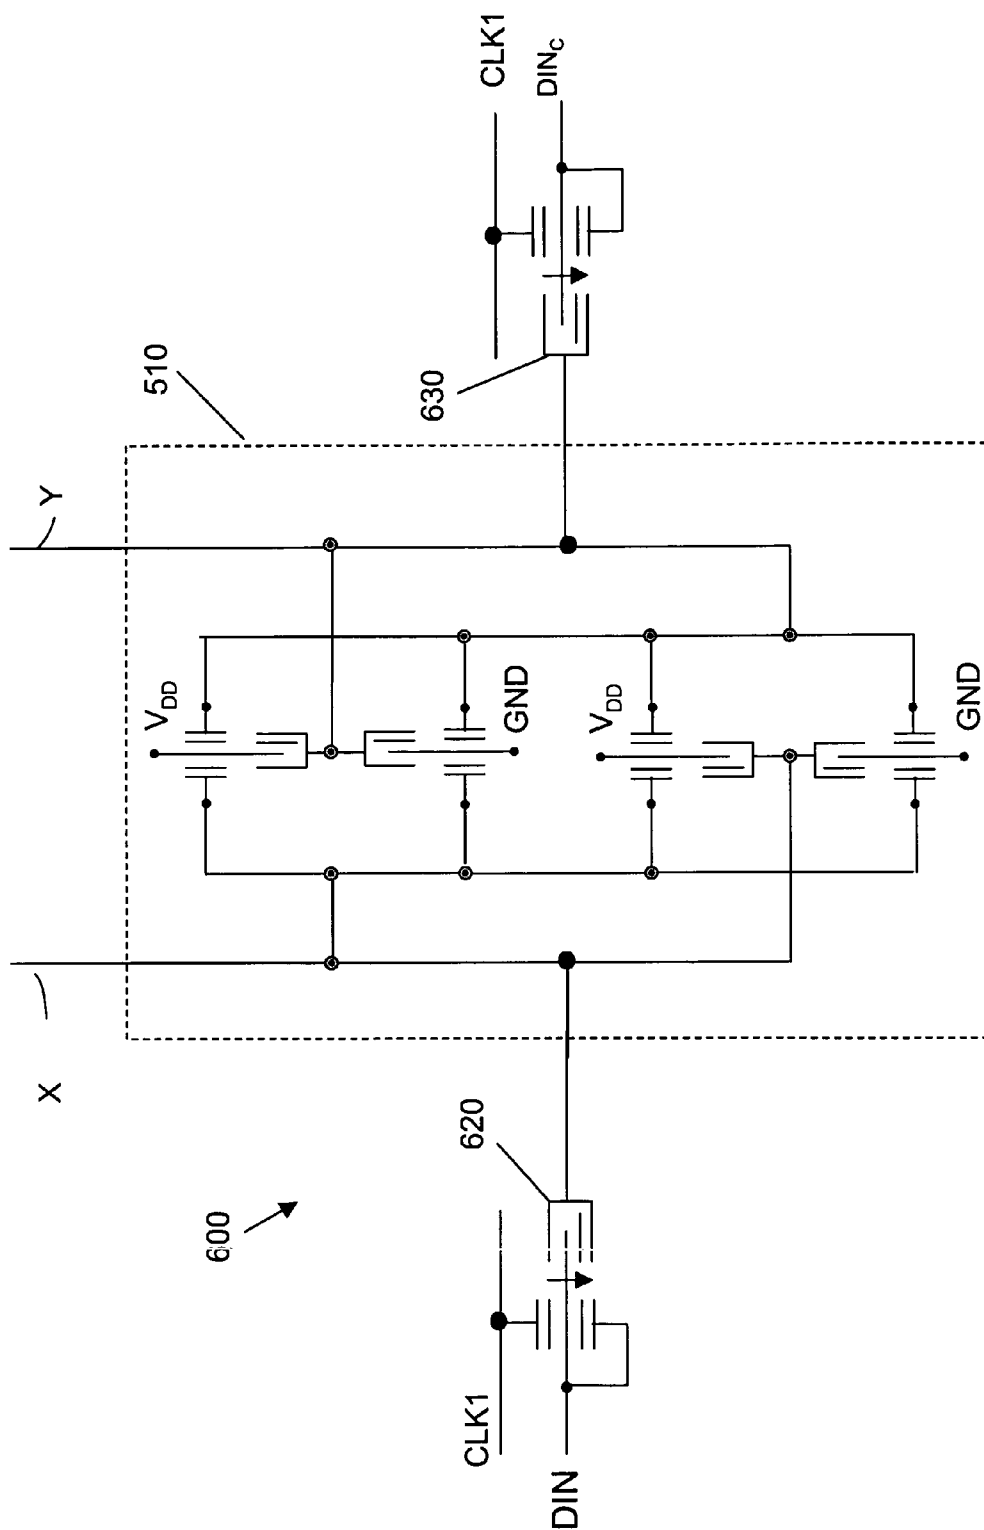 CLK1
DIN_C
510
630
Y
V_DD
GND
V_DD
GND
X
620
600
CLK1
DIN